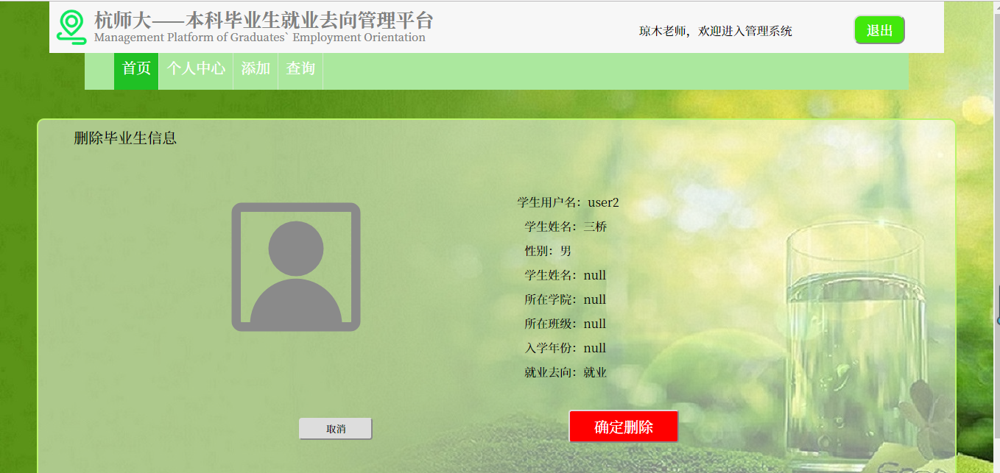 杭师大——本科毕业生就业去向管理平台
Management Platform of Graduates` Employment Orientation
琼木老师，欢迎进入管理系统
退出
首页 个人中心 添加 查询
删除毕业生信息
学生用户名：user2
学生姓名：三桥
性别：男
学生姓名：null
所在学院：null
所在班级：null
入学年份：null
就业去向：就业
取消
确定删除